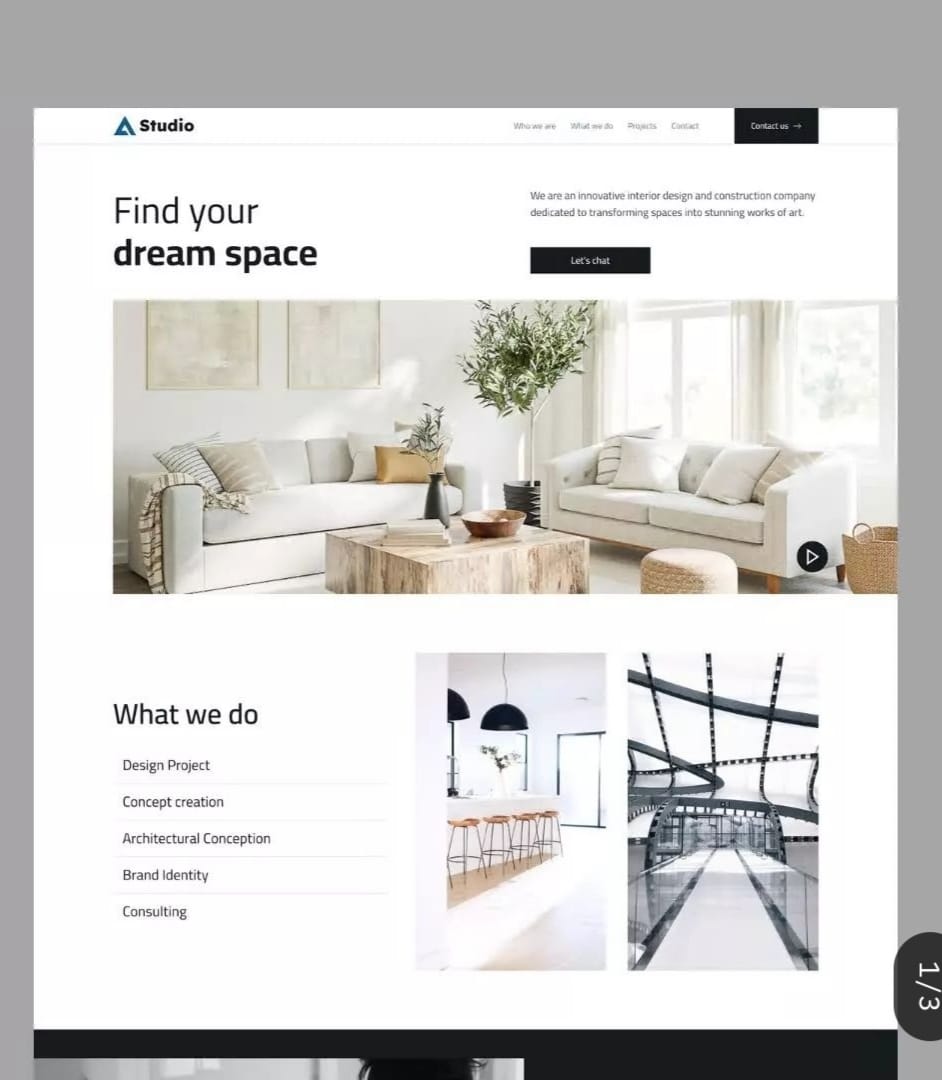 Studio
Who we are
What we do
Projects
Contact
Contact us →
Find your
dream space
We are an innovative interior design and construction company
dedicated to transforming spaces into stunning works of art.
Let's chat
What we do
Design Project
Concept creation
Architectural Conception
Brand Identity
Consulting
1/3